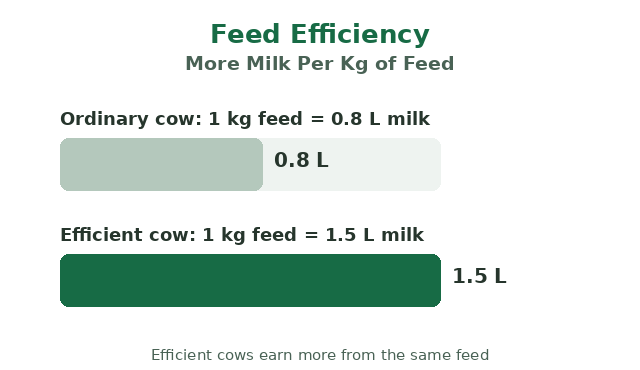 Feed Efficiency
More Milk Per Kg of Feed
Ordinary cow: 1 kg feed = 0.8 L milk
0.8 L
Efficient cow: 1 kg feed = 1.5 L milk
1.5 L
Efficient cows earn more from the same feed